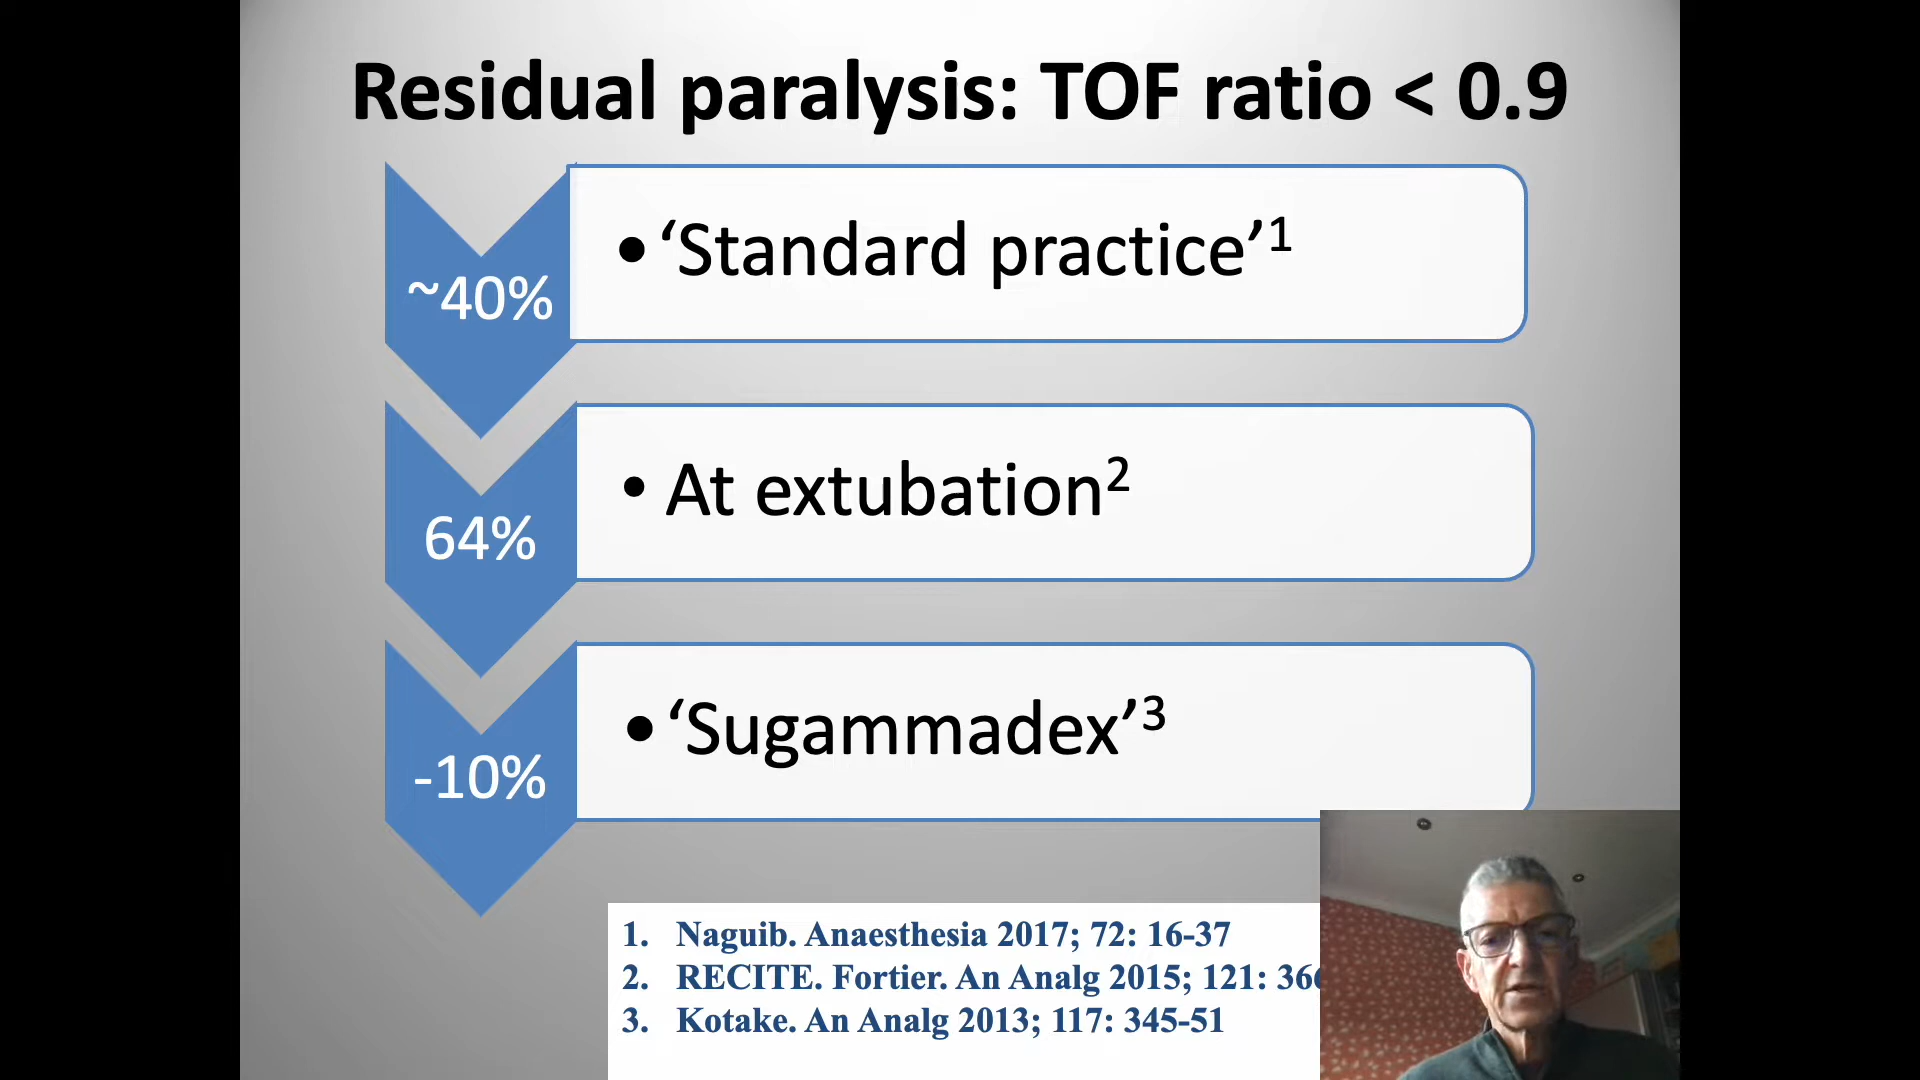 Residual paralysis: TOF ratio < 0.9
~40%
•‘Standard practice’1
64%
• At extubation2
-10%
•‘Sugammadex’3
1. Naguib. Anaesthesia 2017; 72: 16-37
2. RECITE. Fortier. An Analg 2015; 121:
3. Kotake. An Analg 2013; 117: 345-51